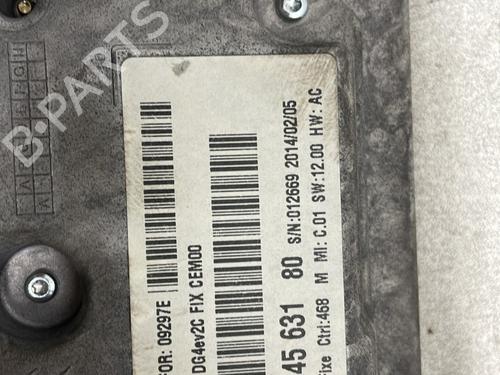 B-PARTS
FOR: 09297E
DG4ev2C FIX CEM00
45 631 80 S/N:012669 2014/02/05
Fixe Ctrl:468 M MI: C.01 SW:12.00 HW: AC